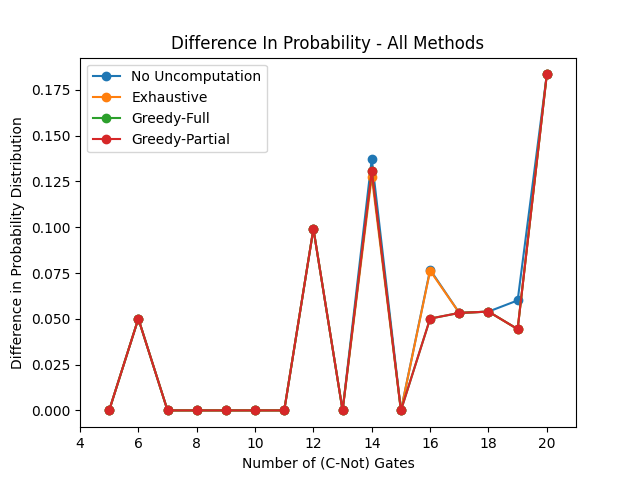 Difference In Probability - All Methods
No Uncomputation
Exhaustive
Greedy-Full
Greedy-Partial
Difference in Probability Distribution
0.175
0.150
0.125
0.100
0.075
0.050
0.025
0.000
4 6 8 10 12 14 16 18 20
Number of (C-Not) Gates